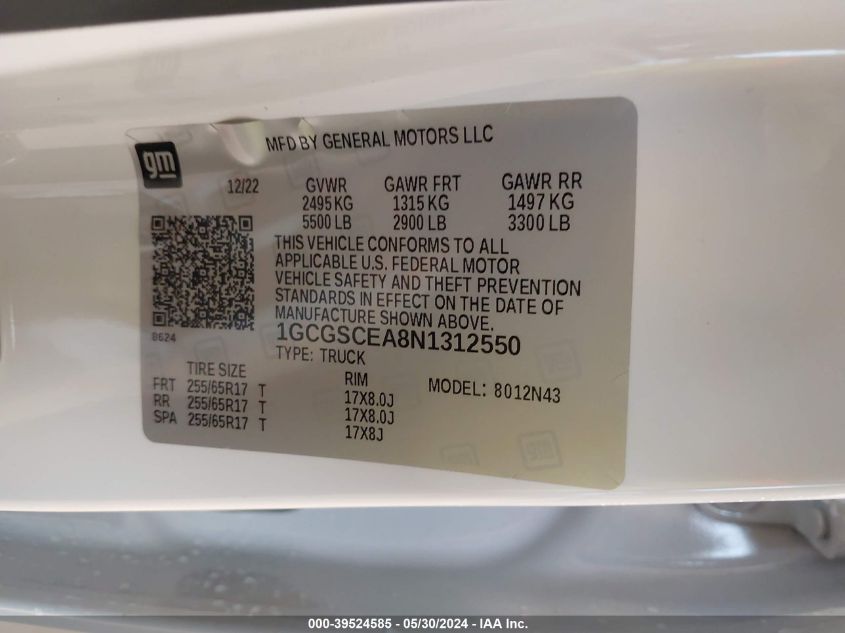 gm
MFD BY GENERAL MOTORS LLC
12/22 GVWR GAWR FRT GAWR RR
2495 KG 1315 KG 1497 KG
5500 LB 2900 LB 3300 LB
THIS VEHICLE CONFORMS TO ALL
APPLICABLE U.S. FEDERAL MOTOR
VEHICLE SAFETY AND THEFT PREVENTION
STANDARDS IN EFFECT ON THE DATE OF
MANUFACTURE SHOWN ABOVE.
8624
1GCGSCEA8N1312550
TYPE: TRUCK
TIRE SIZE RIM MODEL: 8012N43
FRT 255/65R17 T 17X8.0J
RR 255/65R17 T 17X8.0J
SPA 255/65R17 T 17X8J
000-39524585 - 05/30/2024 - IAA Inc.